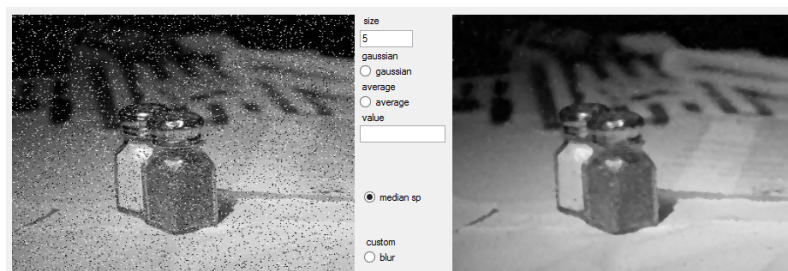 size
5
gaussian
gaussian
average
average
value
median sp
custom
blur